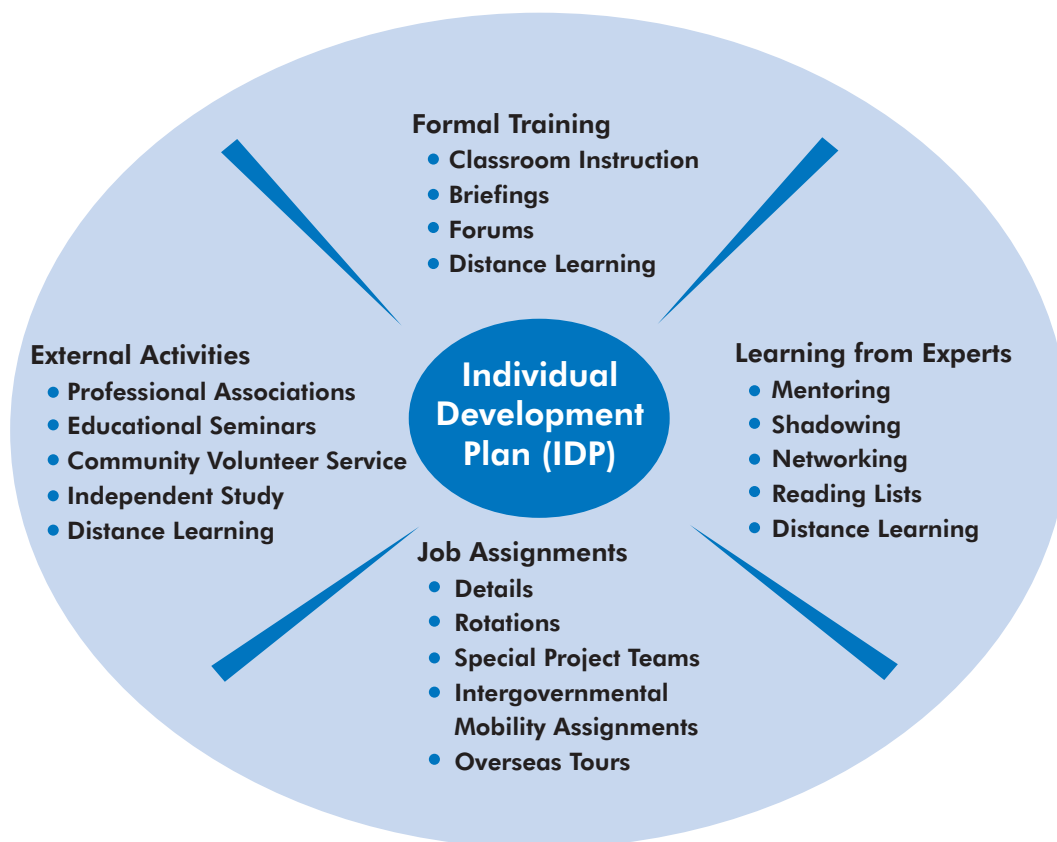 Formal Training
• Classroom Instruction
• Briefings
• Forums
• Distance Learning
External Activities
• Professional Associations
• Educational Seminars
• Community Volunteer Service
• Independent Study
• Distance Learning
Individual
Development
Plan (IDP)
Learning from Experts
• Mentoring
• Shadowing
• Networking
• Reading Lists
• Distance Learning
Job Assignments
• Details
• Rotations
• Special Project Teams
• Intergovernmental
Mobility Assignments
• Overseas Tours